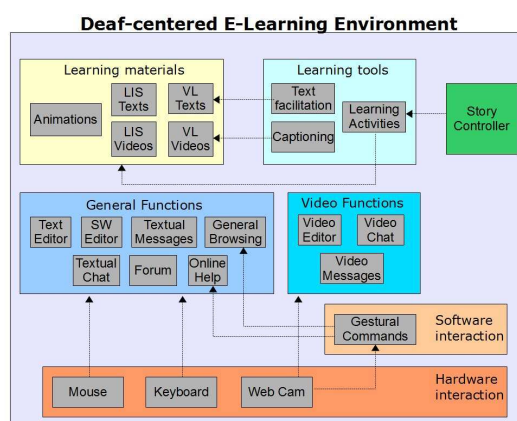 Deaf-centered E-Learning Environment
Learning materials
Animations
LIS
Texts
VL
Texts
LIS
Videos
VL
Videos
Learning tools
Text
facilitation
Captioning
Learning
Activities
Story
Controller
General Functions
Text
Editor
SW
Editor
Textual
Messages
General
Browsing
Textual
Chat
Forum
Online
Help
Video Functions
Video
Editor
Video
Chat
Video
Messages
Gestural
Commands
Software
interaction
Mouse
Keyboard
Web Cam
Hardware
interaction